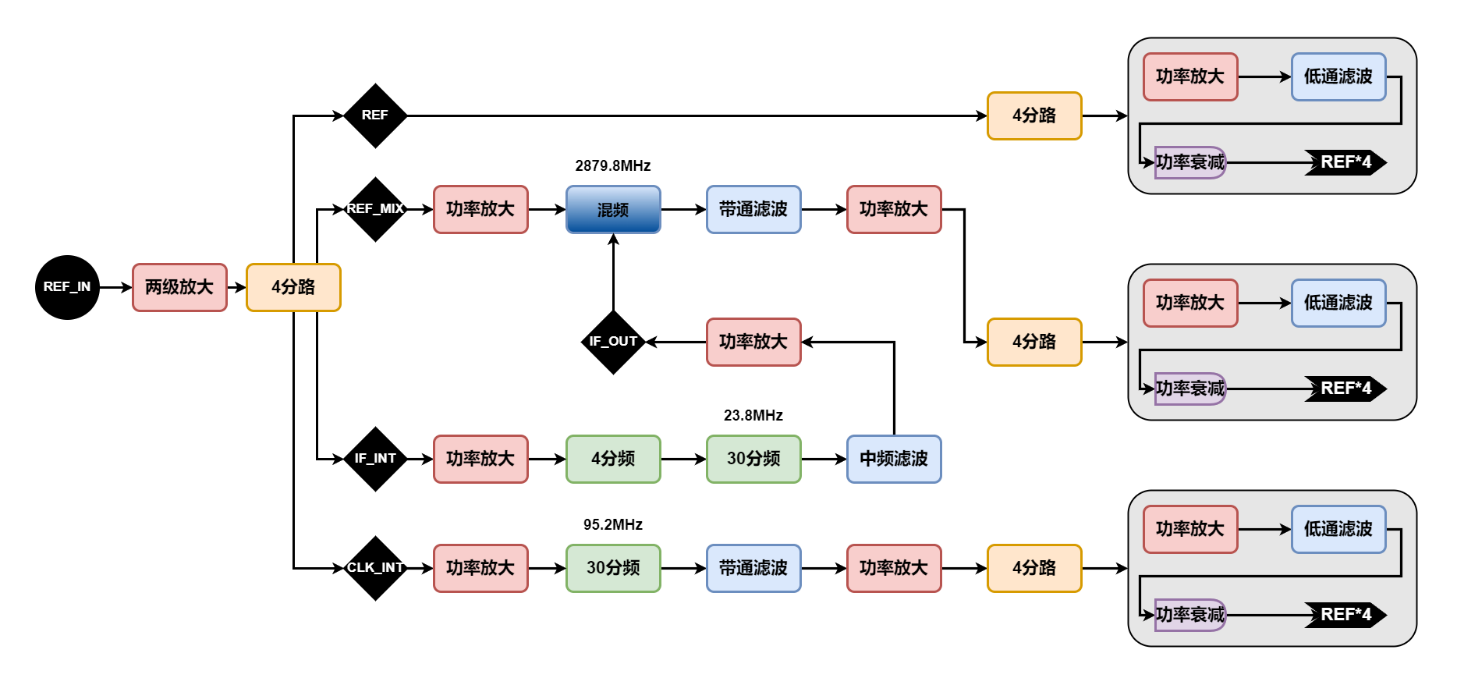 REF_IN
两级放大
4分路
REF
4分路
功率放大
低通滤波
功率衰减
REF*4
2879.8MHz
REF_MIX
功率放大
混频
带通滤波
功率放大
IF_OUT
功率放大
4分路
功率放大
低通滤波
功率衰减
REF*4
23.8MHz
IF_INT
功率放大
4分频
30分频
中频滤波
95.2MHz
CLK_INT
功率放大
30分频
带通滤波
功率放大
4分路
功率放大
低通滤波
功率衰减
REF*4